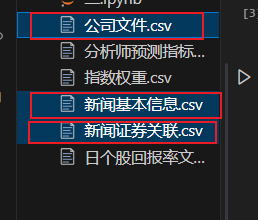 二.ipynb
[3]
公司文件.csv
分析师预测指标...
指数权重.csv
新闻基本信息.csv
新闻证券关联.csv
日个股回报率文...